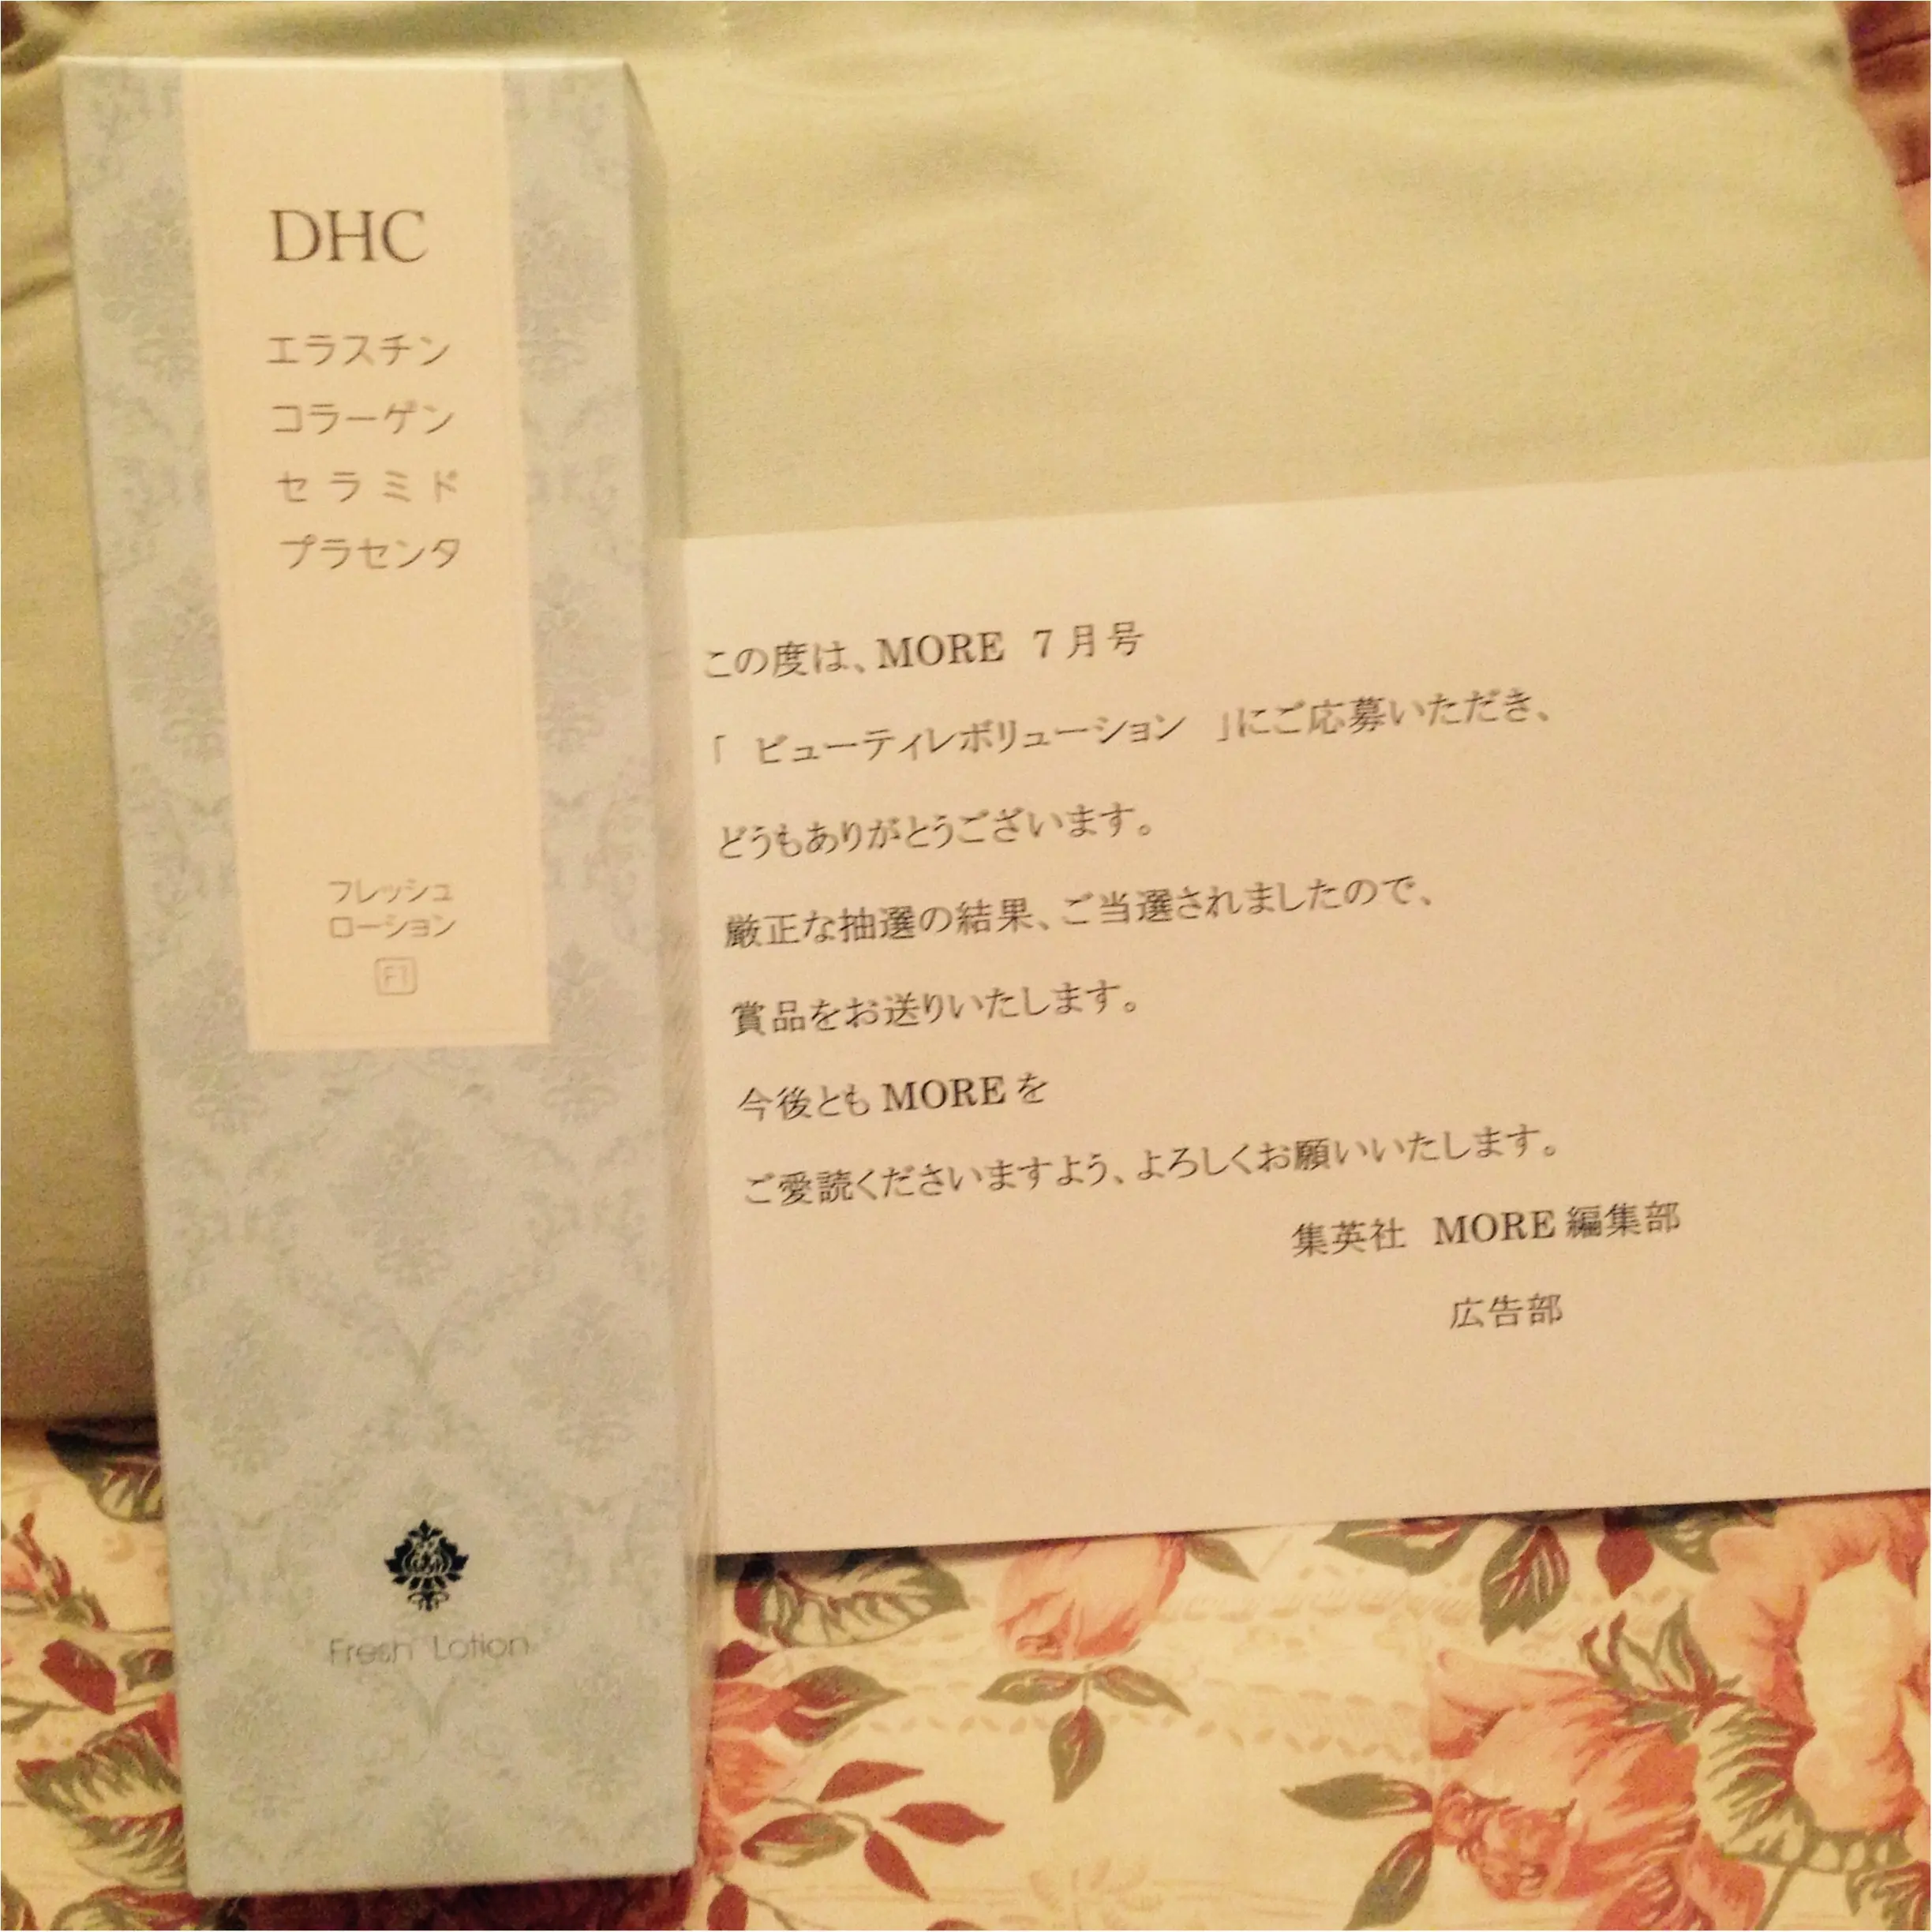 DHC
エラスチン
コラーゲン
セラミド
プラセンタ
フレッシュ
ローション
F1
Fresh Lotion
この度は、MORE 7月号
「 ビューティレボリューション 」にご応募いただき、
どうもありがとうございます。
厳正な抽選の結果、ご当選されましたので、
賞品をお送りいたします。
今後ともMOREを
ご愛読くださいますよう、よろしくお願いいたします。
集英社 MORE編集部
広告部